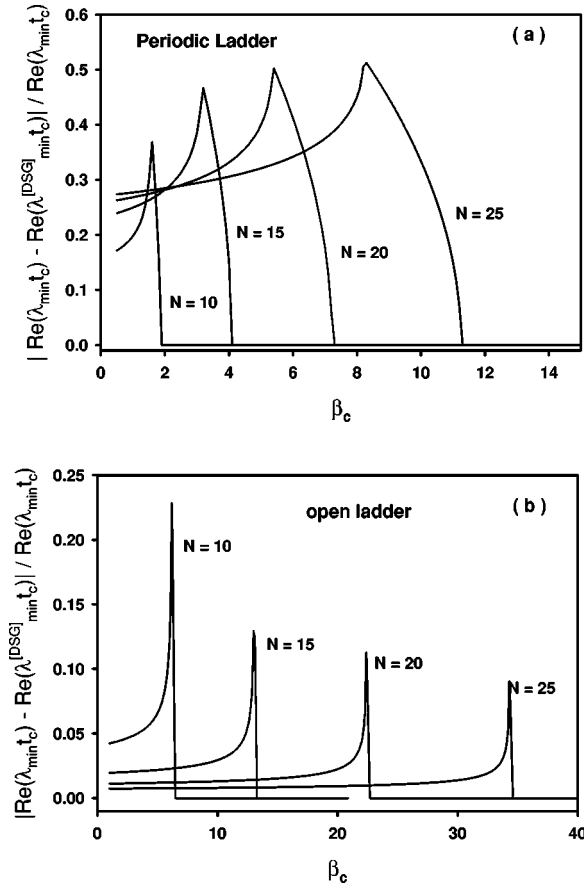 ( a )
Periodic Ladder
| Re(λmintc) - Re(λ[DSG]mintc)| / Re(λmintc)
0.6
0.5
0.4
0.3
0.2
0.1
0.0
N = 10
N = 15
N = 20
N = 25
0 2 4 6 8 10 12 14
βc
( b )
open ladder
|Re(λmintc) - Re(λ[DSG]mintc)| / Re(λmintc)
0.25
0.20
0.15
0.10
0.05
0.00
N = 10
N = 15
N = 20
N = 25
0 10 20 30 40
βc